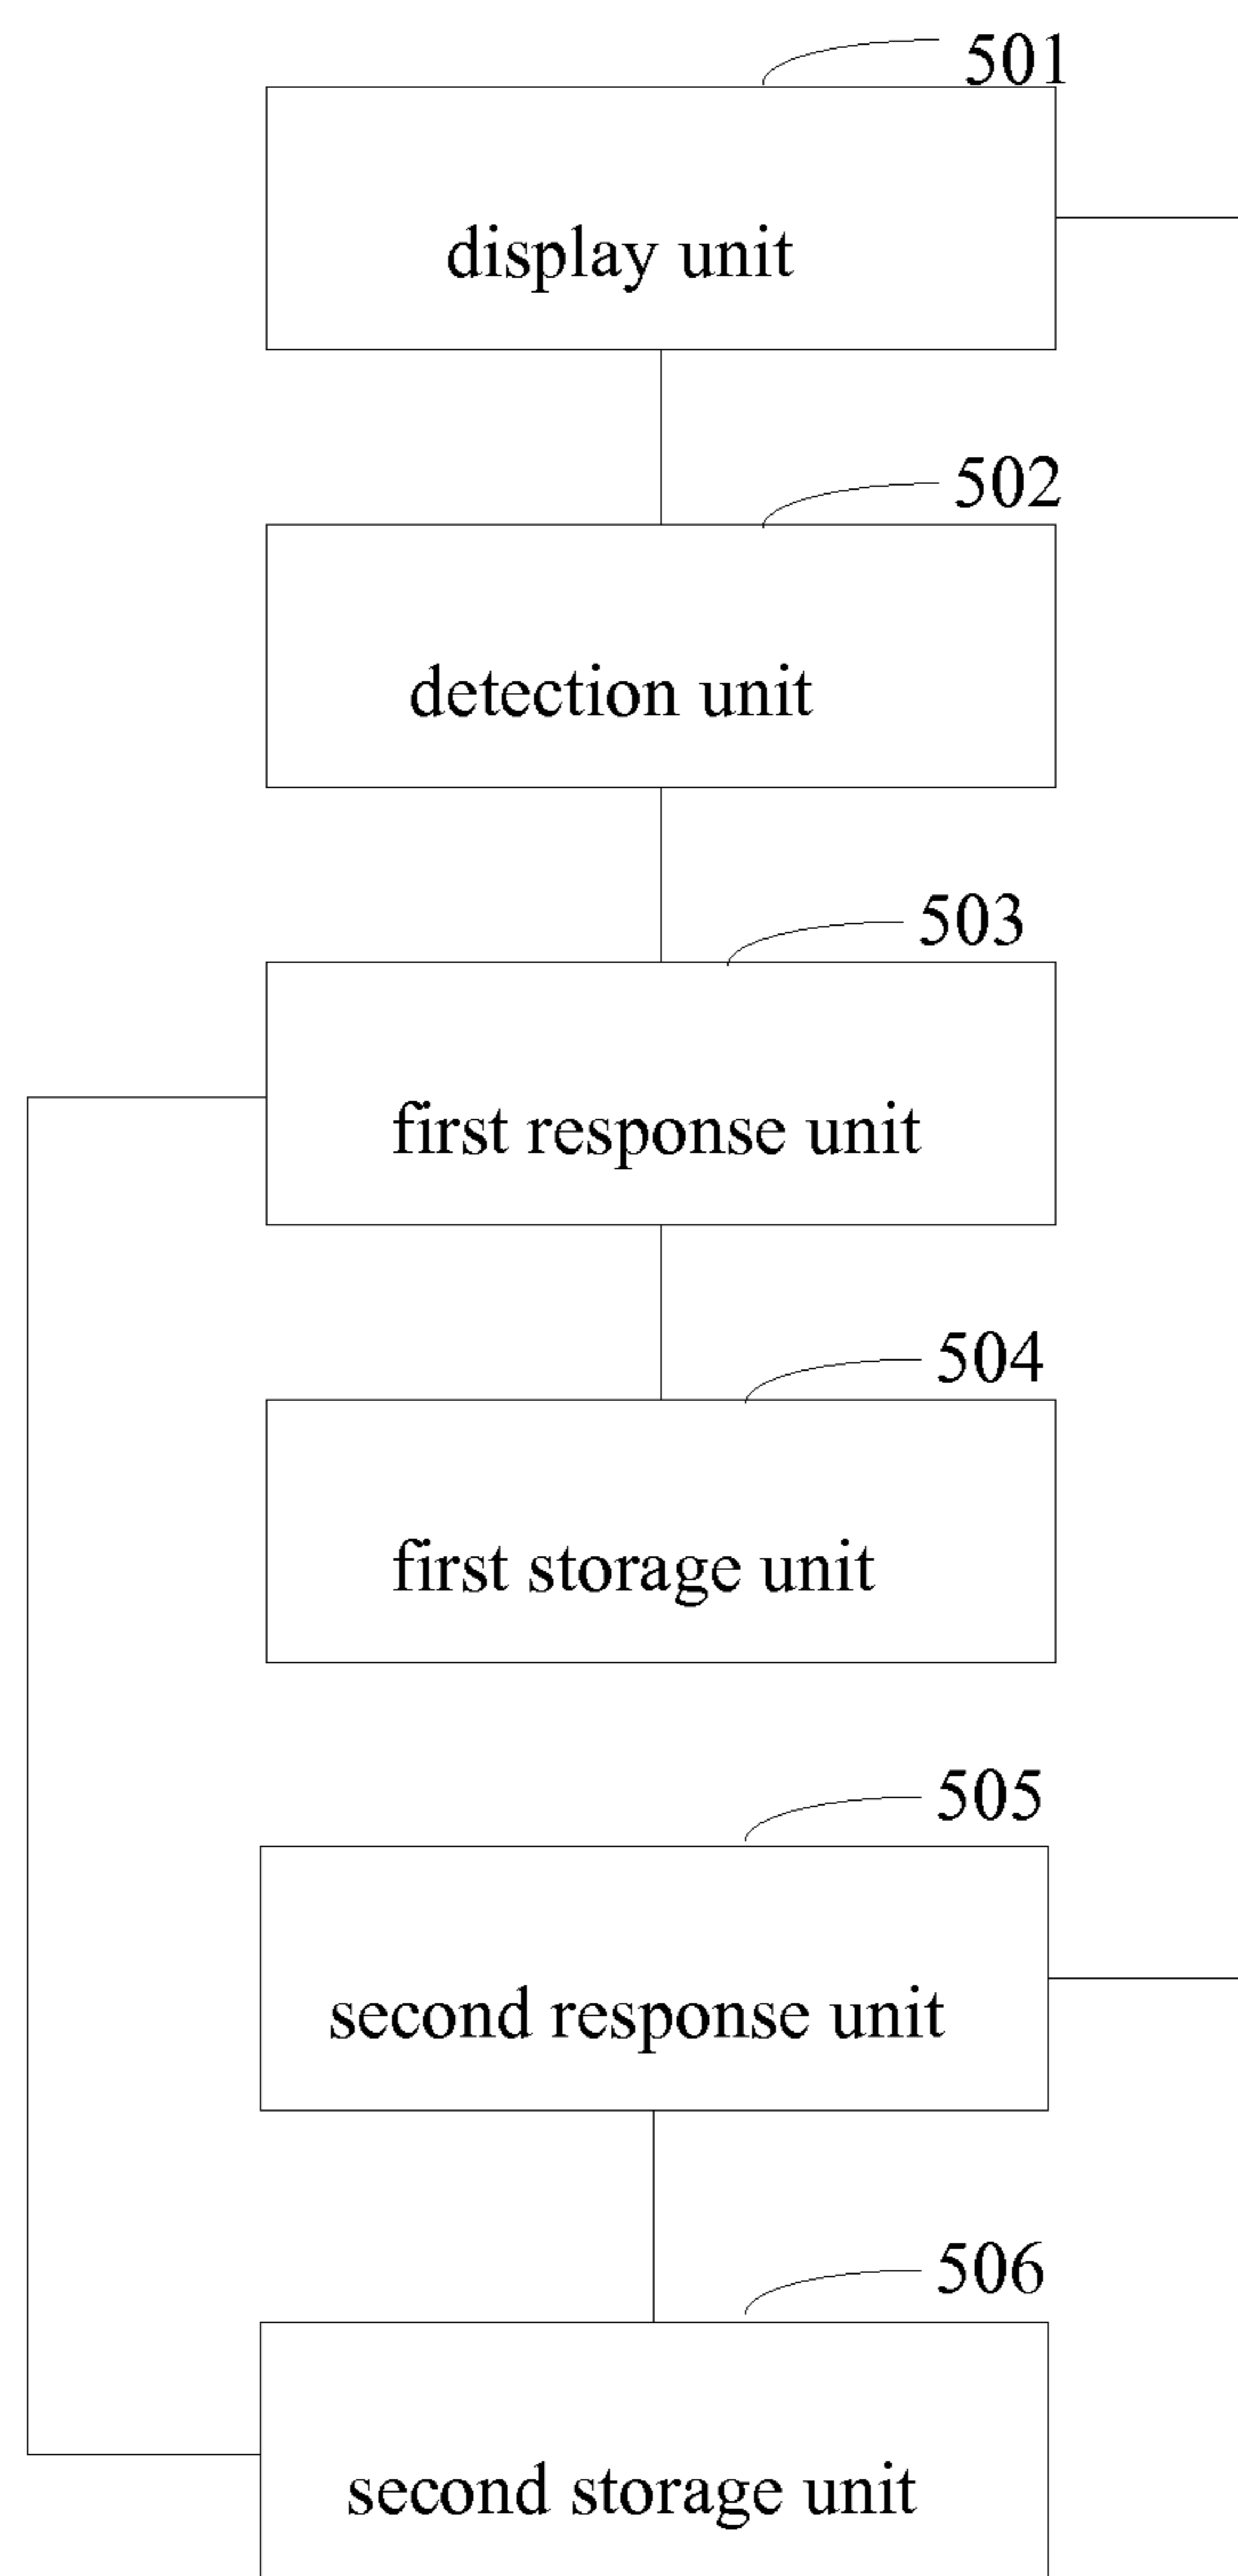 501
display unit
502
detection unit
503
first response unit
504
first storage unit
505
second response unit
506
second storage unit